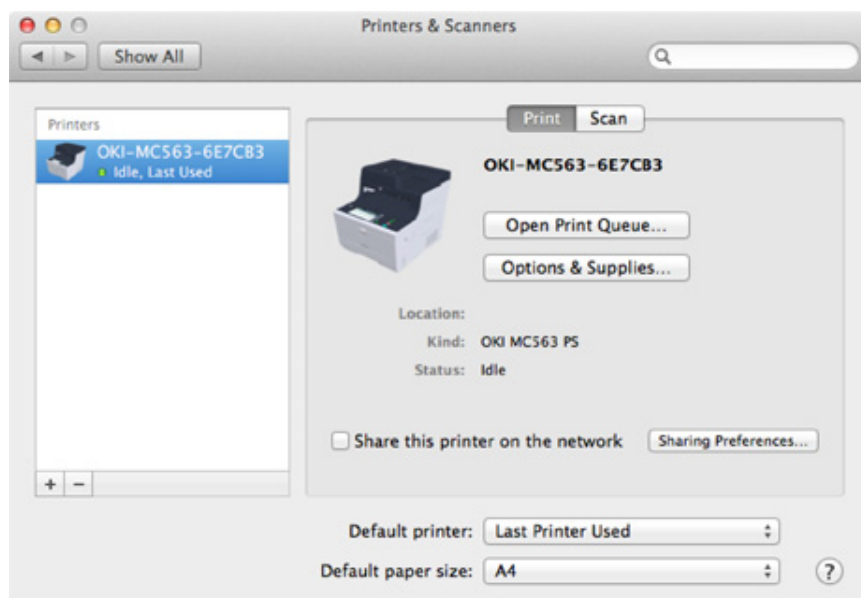 Printers & Scanners
Show All
Printers
OKI-MC563-6E7CB3
Idle, Last Used
+ −
Print Scan
OKI-MC563-6E7CB3
Open Print Queue...
Options & Supplies...
Location:
Kind: OKI MC563 PS
Status: Idle
Share this printer on the network Sharing Preferences...
Default printer: Last Printer Used
Default paper size: A4 ?